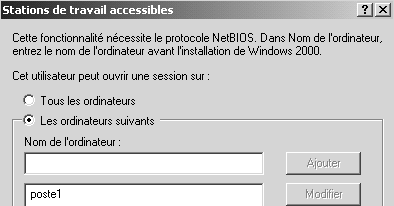 Stations de travail accessibles
Cette fonctionnalité nécessite le protocole NetBIOS. Dans Nom de l'ordinateur,
entrez le nom de l'ordinateur avant l'installation de Windows 2000.
Cet utilisateur peut ouvrir une session sur :
Tous les ordinateurs
Les ordinateurs suivants
Nom de l'ordinateur :
Ajouter
poste1
Modifier